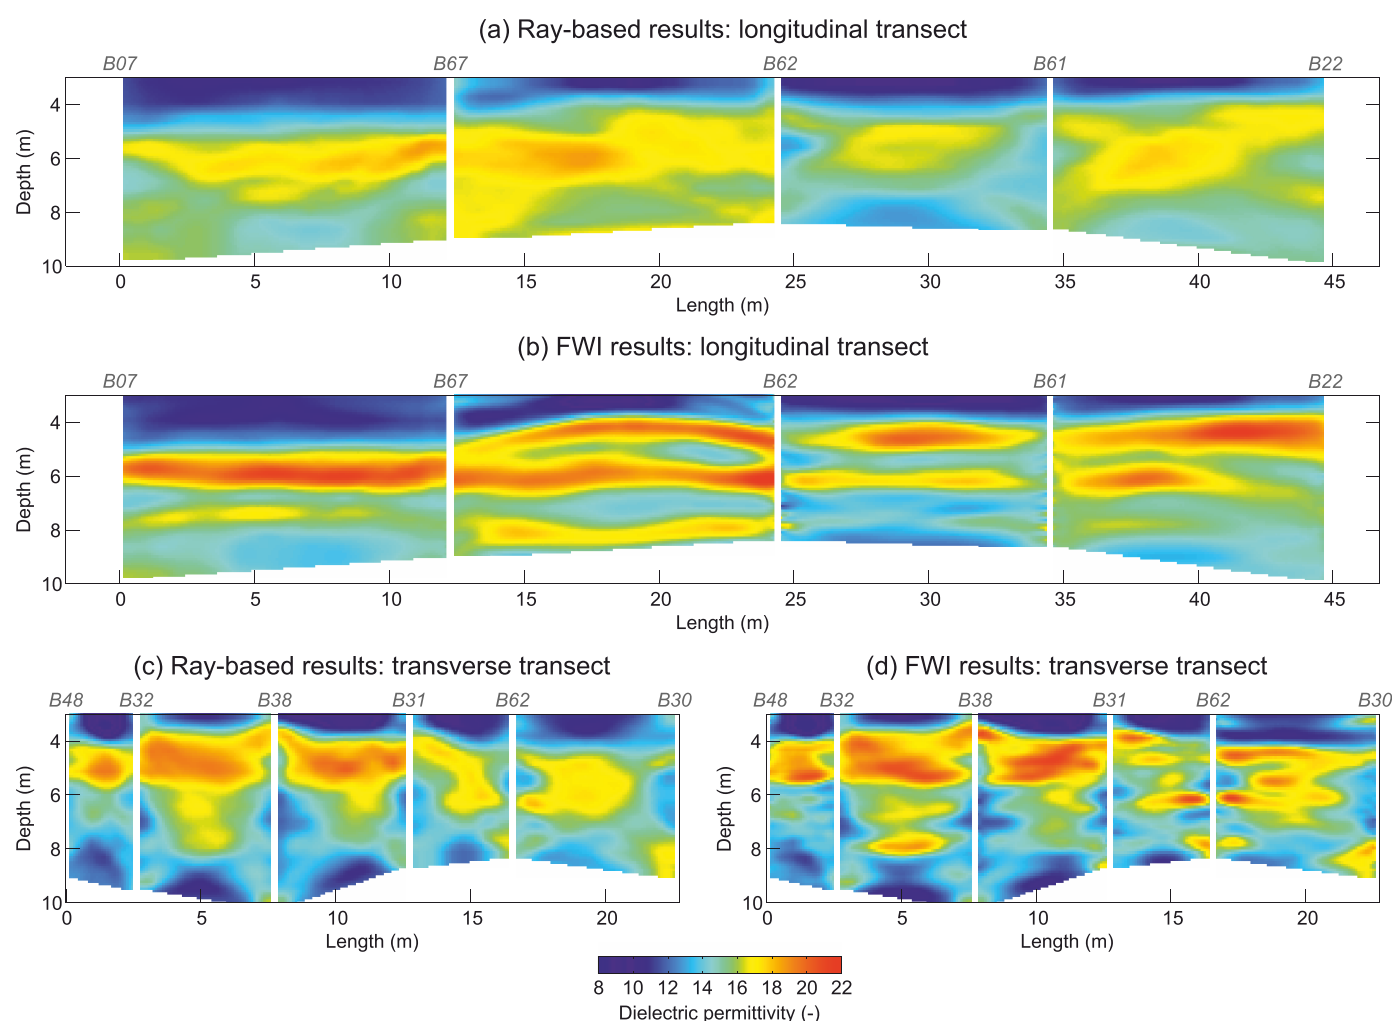 (a) Ray-based results: longitudinal transect
B07 B67 B62 B61 B22
4
6
8
10
Depth (m)
0 5 10 15 20 25 30 35 40 45
Length (m)
(b) FWI results: longitudinal transect
B07 B67 B62 B61 B22
4
6
8
10
Depth (m)
0 5 10 15 20 25 30 35 40 45
Length (m)
(c) Ray-based results: transverse transect
B48 B32 B38 B31 B62 B30
4
6
8
10
Depth (m)
0 5 10 15 20
Length (m)
(d) FWI results: transverse transect
B48 B32 B38 B31 B62 B30
4
6
8
10
Depth (m)
0 5 10 15 20
Length (m)
8 10 12 14 16 18 20 22
Dielectric permittivity (-)